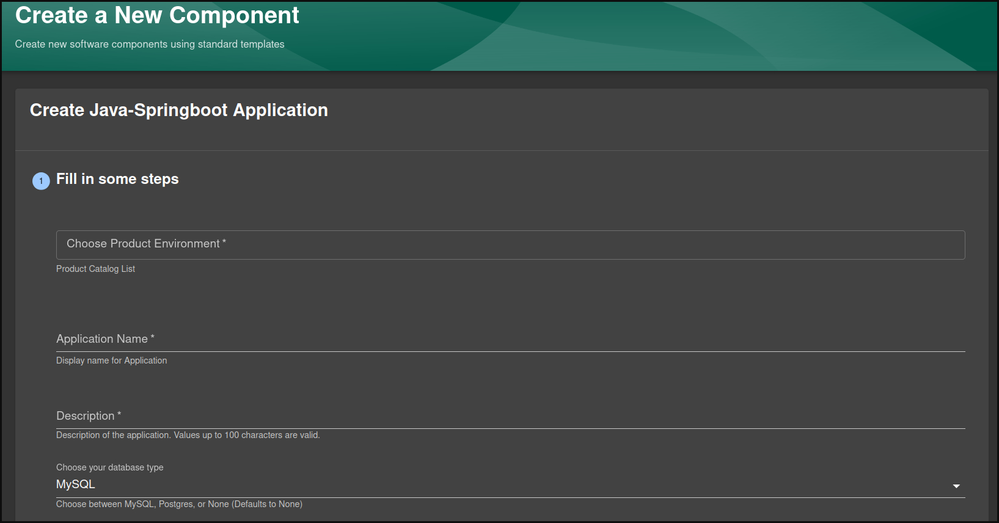 Create a New Component
Create new software components using standard templates
Create Java-Springboot Application
1 Fill in some steps
Choose Product Environment *
Product Catalog List
Application Name *
Display name for Application
Description *
Description of the application. Values up to 100 characters are valid.
Choose your database type
MySQL
Choose between MySQL, Postgres, or None (Defaults to None)